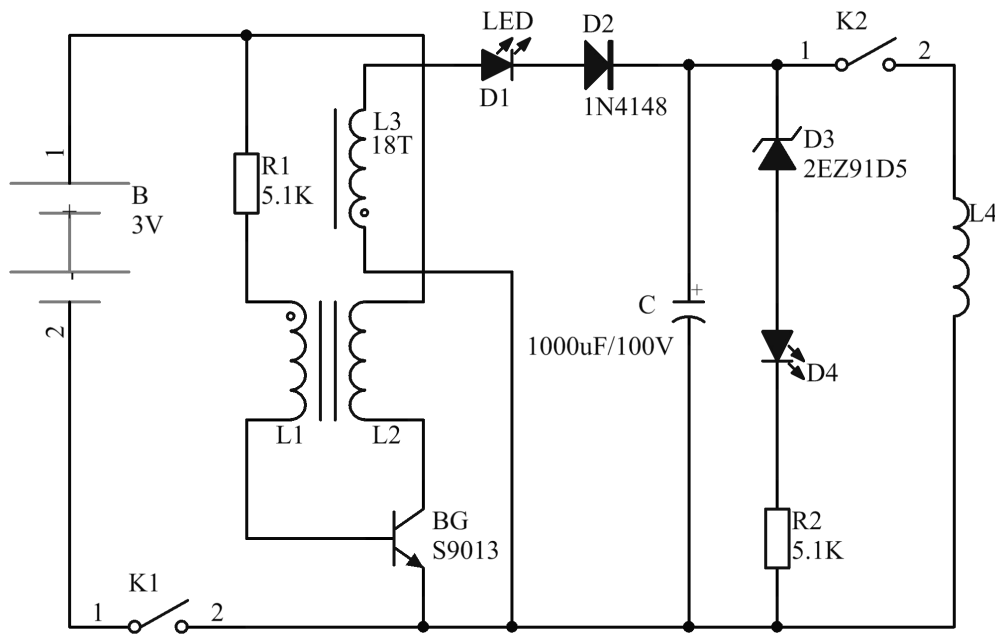 LED
D2
K2
1
2
D1
1N4148
L3
18T
D3
2EZ91D5
1
R1
5.1K
B
3V
L4
+
C
1000uF/100V
2
D4
L1
L2
BG
S9013
R2
5.1K
K1
1
2